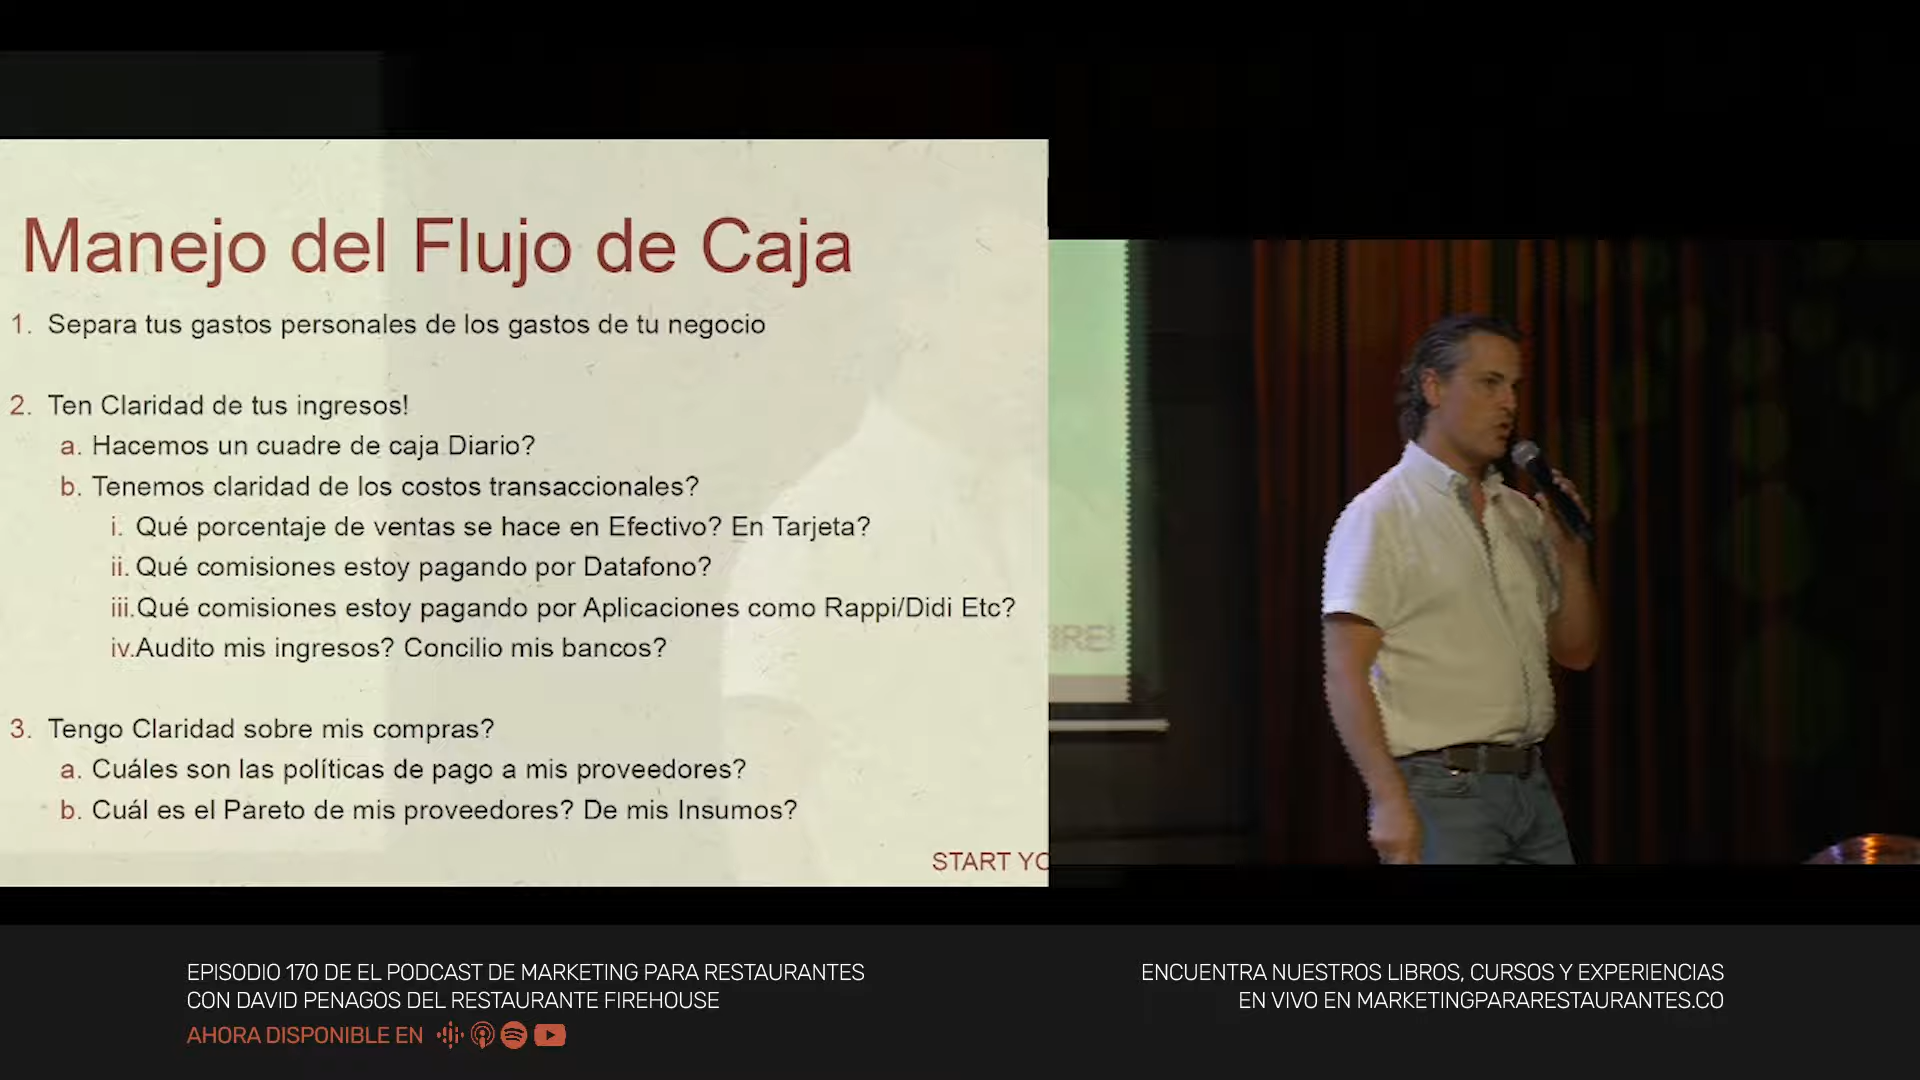 Manejo del Flujo de Caja
1. Separa tus gastos personales de los gastos de tu negocio
2. Ten Claridad de tus ingresos!
a. Hacemos un cuadre de caja Diario?
b. Tenemos claridad de los costos transaccionales?
i. Qué porcentaje de ventas se hace en Efectivo? En Tarjeta?
ii. Qué comisiones estoy pagando por Datafono?
iii.Qué comisiones estoy pagando por Aplicaciones como Rappi/Didi Etc?
iv.Audito mis ingresos? Concilio mis bancos?
3. Tengo Claridad sobre mis compras?
a. Cuáles son las políticas de pago a mis proveedores?
b. Cuál es el Pareto de mis proveedores? De mis Insumos?
START YO
IRE!
EPISODIO 170 DE EL PODCAST DE MARKETING PARA RESTAURANTES
CON DAVID PENAGOS DEL RESTAURANTE FIREHOUSE
AHORA DISPONIBLE EN
ENCUENTRA NUESTROS LIBROS, CURSOS Y EXPERIENCIAS
EN VIVO EN MARKETINGPARARESTAURANTES.CO